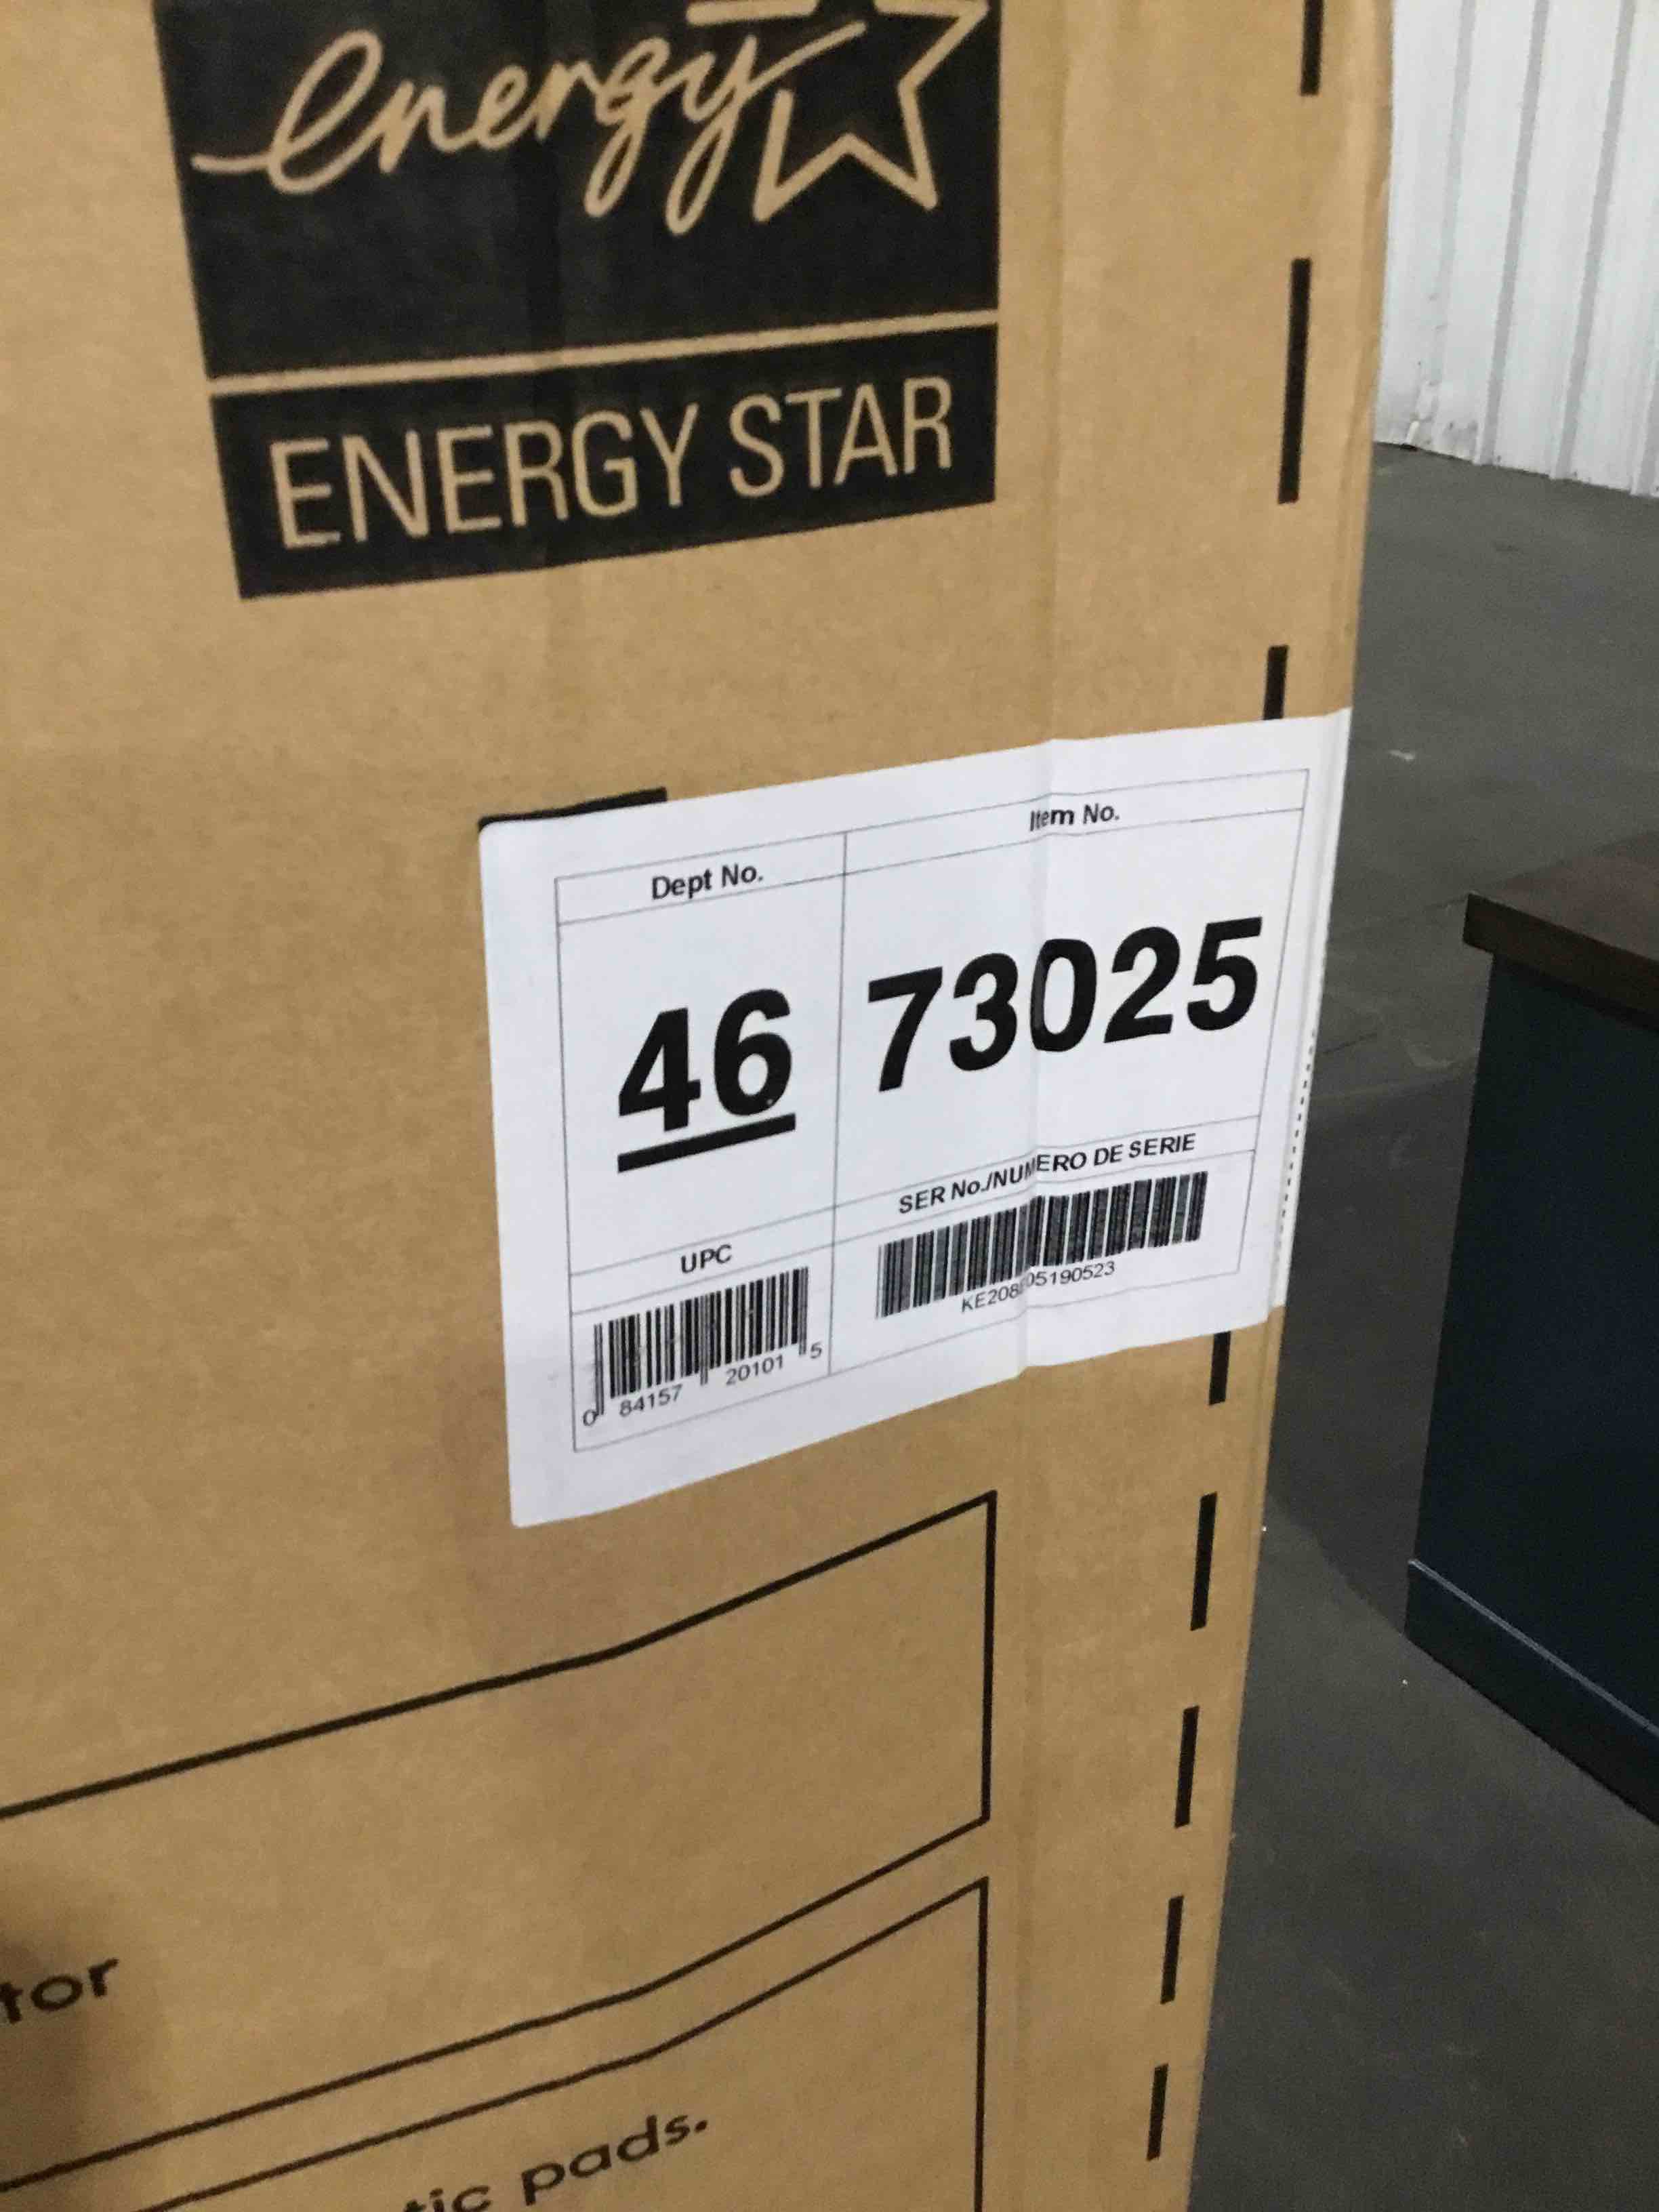 energy
ENERGY STAR
Dept No.
Item No.
46
73025
UPC
SER No./NUMERO DE SERIE
0 84157 20101 5
tor
tic pads.